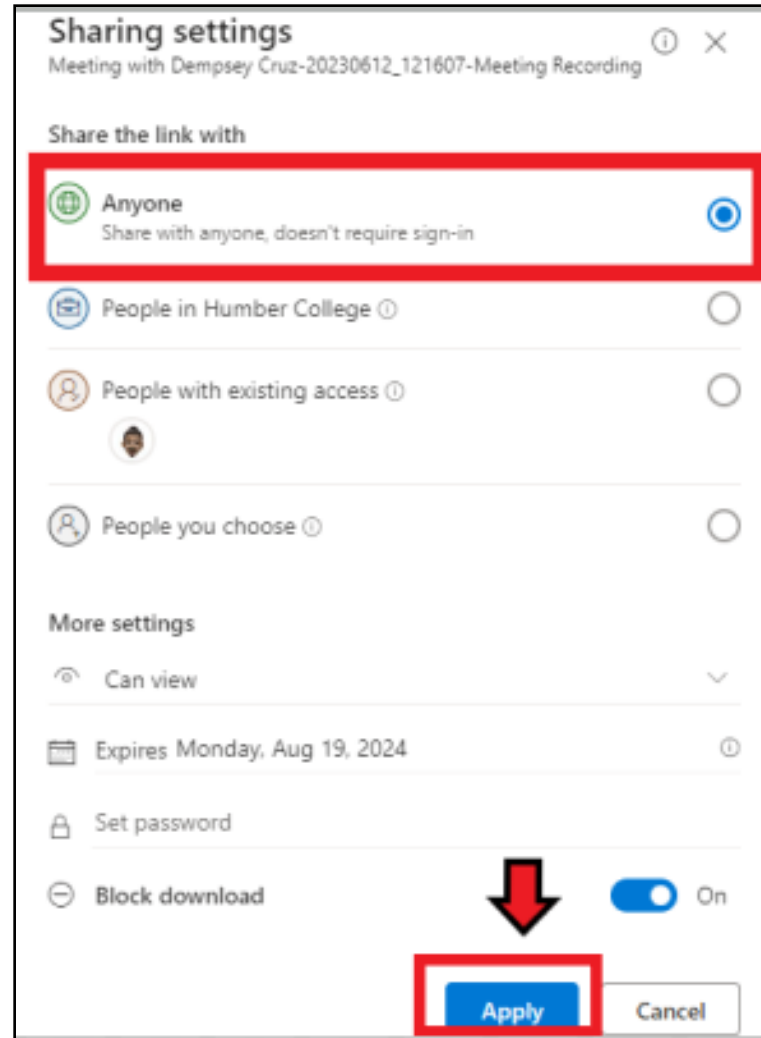 Sharing settings
Meeting with Dempsey Cruz-20230612_121607-Meeting Recording
Share the link with
Anyone
Share with anyone, doesn't require sign-in
People in Humber College
People with existing access
People you choose
More settings
Can view
Expires Monday, Aug 19, 2024
Set password
Block download On
Apply Cancel